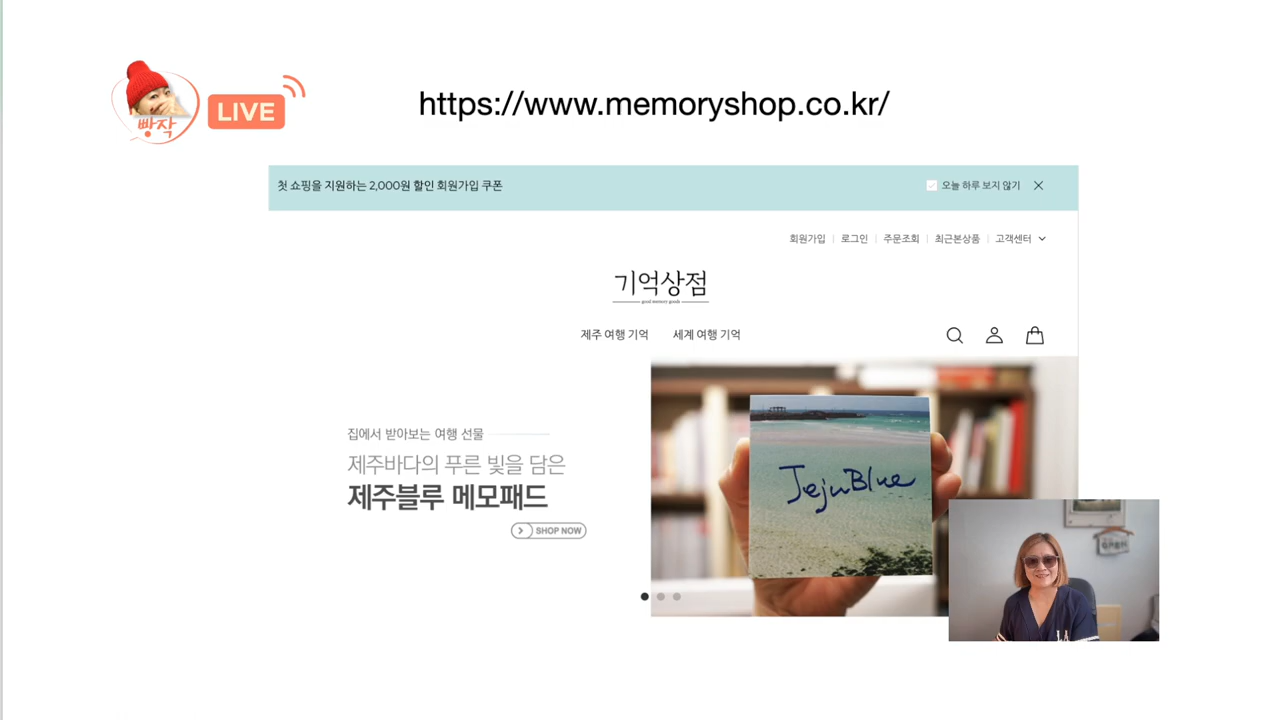 빵작
LIVE
https://www.memoryshop.co.kr/
첫 쇼핑을 지원하는 2,000원 할인 회원가입 쿠폰
오늘 하루 보지 않기
회원가입 | 로그인 | 주문조회 | 최근본상품 | 고객센터
기억상점
good memory goods
제주 여행 기억 세계 여행 기억
집에서 받아보는 여행 선물
제주바다의 푸른 빛을 담은
제주블루 메모패드
SHOP NOW
JejuBlue
OPEN